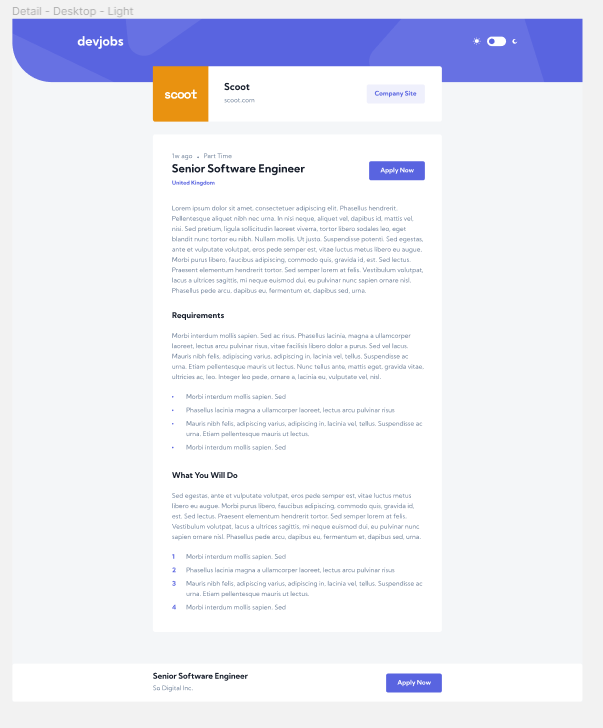 Detail - Desktop - Light
devjobs
scoot
Scoot
scoot.com
Company Site
1w ago . Part Time
Senior Software Engineer
United Kingdom
Apply Now
Lorem ipsum dolor sit amet, consectetuer adipiscing elit. Phasellus hendrerit.
Pellentesque aliquet nibh nec urna. In nisi neque, aliquet vel, dapibus id, mattis vel,
nisi. Sed pretium, ligula sollicitudin laoreet viverra, tortor libero sodales leo, eget
blandit nunc tortor eu nibh. Nullam mollis. Ut justo. Suspendisse potenti. Sed egestas,
ante et vulputate volutpat, eros pede semper est, vitae luctus metus libero eu augue.
Morbi purus libero, faucibus adipiscing, commodo quis, gravida id, est. Sed lectus.
Praesent elementum hendrerit tortor. Sed semper lorem at felis. Vestibulum volutpat,
lacus a ultrices sagittis, mi neque euismod dui, eu pulvinar nunc sapien ornare nisl.
Phasellus pede arcu, dapibus eu, fermentum et, dapibus sed, urna.
Requirements
Morbi interdum mollis sapien. Sed ac risus. Phasellus lacinia, magna a ullamcorper
laoreet, lectus arcu pulvinar risus, vitae facilisis libero dolor a purus. Sed vel lacus.
Mauris nibh felis, adipiscing varius, adipiscing in, lacinia vel, tellus. Suspendisse ac
urna. Etiam pellentesque mauris ut lectus. Nunc tellus ante, mattis eget, gravida vitae,
ultricies ac, leo. Integer leo pede, ornare a, lacinia eu, vulputate vel, nisl.
• Morbi interdum mollis sapien. Sed
• Phasellus lacinia magna a ullamcorper laoreet, lectus arcu pulvinar risus
• Mauris nibh felis, adipiscing varius, adipiscing in, lacinia vel, tellus. Suspendisse ac
urna. Etiam pellentesque mauris ut lectus.
• Morbi interdum mollis sapien. Sed
What You Will Do
Sed egestas, ante et vulputate volutpat, eros pede semper est, vitae luctus metus
libero eu augue. Morbi purus libero, faucibus adipiscing, commodo quis, gravida id,
est. Sed lectus. Praesent elementum hendrerit tortor. Sed semper lorem at felis.
Vestibulum volutpat, lacus a ultrices sagittis, mi neque euismod dui, eu pulvinar nunc
sapien ornare nisl. Phasellus pede arcu, dapibus eu, fermentum et, dapibus sed, urna.
1 Morbi interdum mollis sapien. Sed
2 Phasellus lacinia magna a ullamcorper laoreet, lectus arcu pulvinar risus
3 Mauris nibh felis, adipiscing varius, adipiscing in, lacinia vel, tellus. Suspendisse ac
urna. Etiam pellentesque mauris ut lectus.
4 Morbi interdum mollis sapien. Sed
Senior Software Engineer
So Digital Inc.
Apply Now